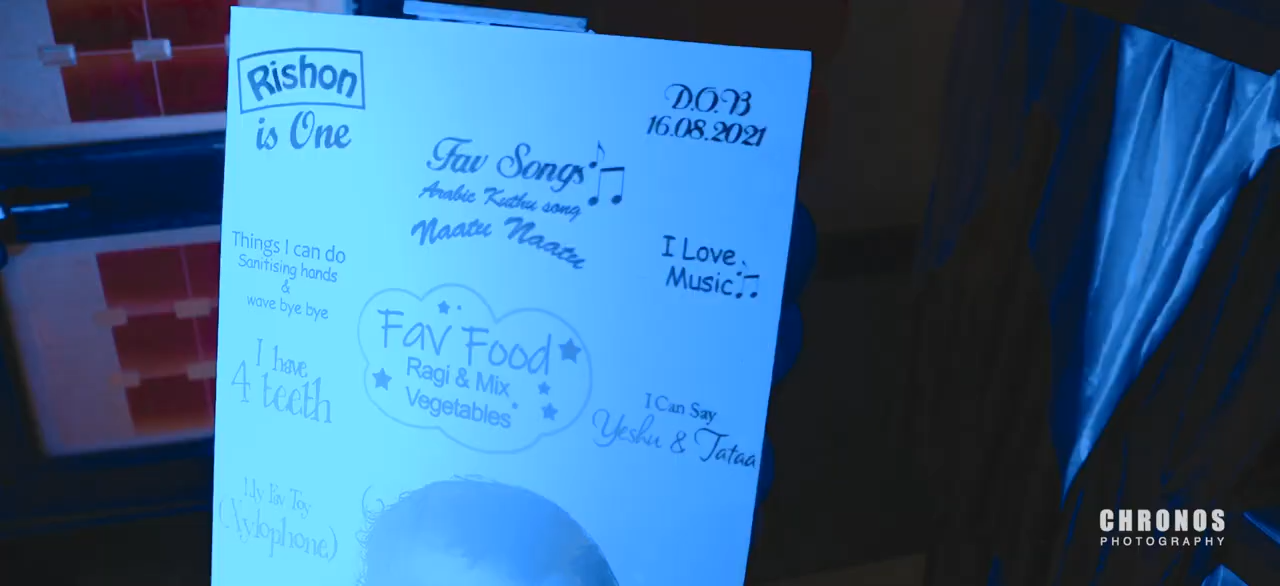 Rishon
is One
D.O.B
16.08.2021
Fav Songs
Arabic Kuthu song
Naatu Naatu
I Love
Music
Things I can do
Sanitising hands
&
wave bye bye
Fav Food
Ragi & Mix
Vegetables
I have
4 teeth
I Can Say
Yeshu & Tataa
My Fav Toy
(Xylophone)
CHRONOS
PHOTOGRAPHY